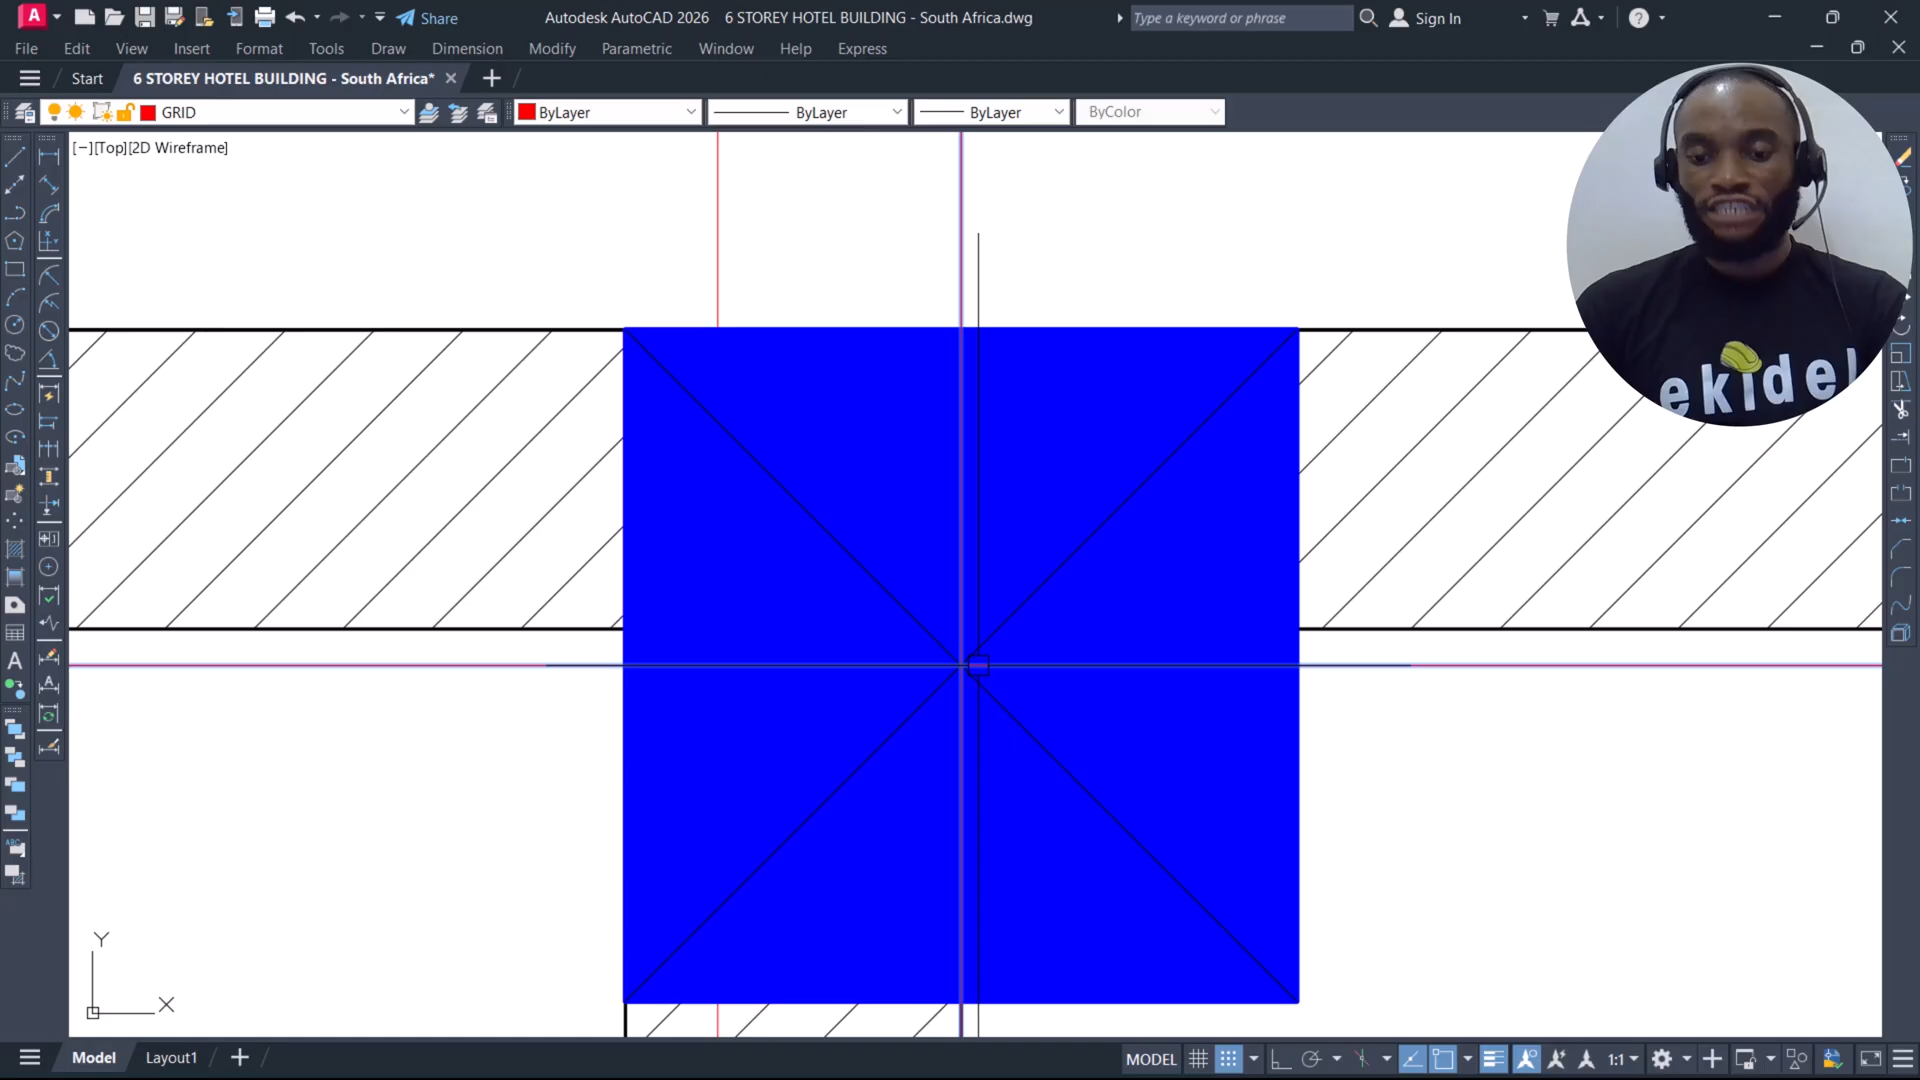 Share
Autodesk AutoCAD 2026
6 STOREY HOTEL BUILDING - South Africa.dwg
Type a keyword or phrase
Sign In
File
Edit
View
Insert
Format
Tools
Draw
Dimension
Modify
Parametric
Window
Help
Express
Start
6 STOREY HOTEL BUILDING - South Africa*
GRID
ByLayer
ByLayer
ByLayer
ByColor
[−][Top][2D Wireframe]
ekidel
Y
X
Model
Layout1
MODEL
1:1